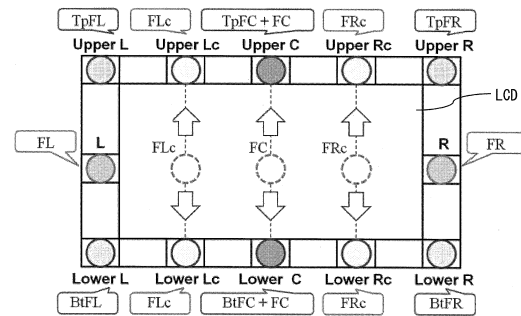 TpFL FLc TpFC + FC FRc TpFR
Upper L Upper Lc Upper C Upper Rc Upper R
LCD
FL L FLc FC FRc R FR
Lower L Lower Lc Lower C Lower Rc Lower R
BtFL FLc BtFC + FC FRc BtFR